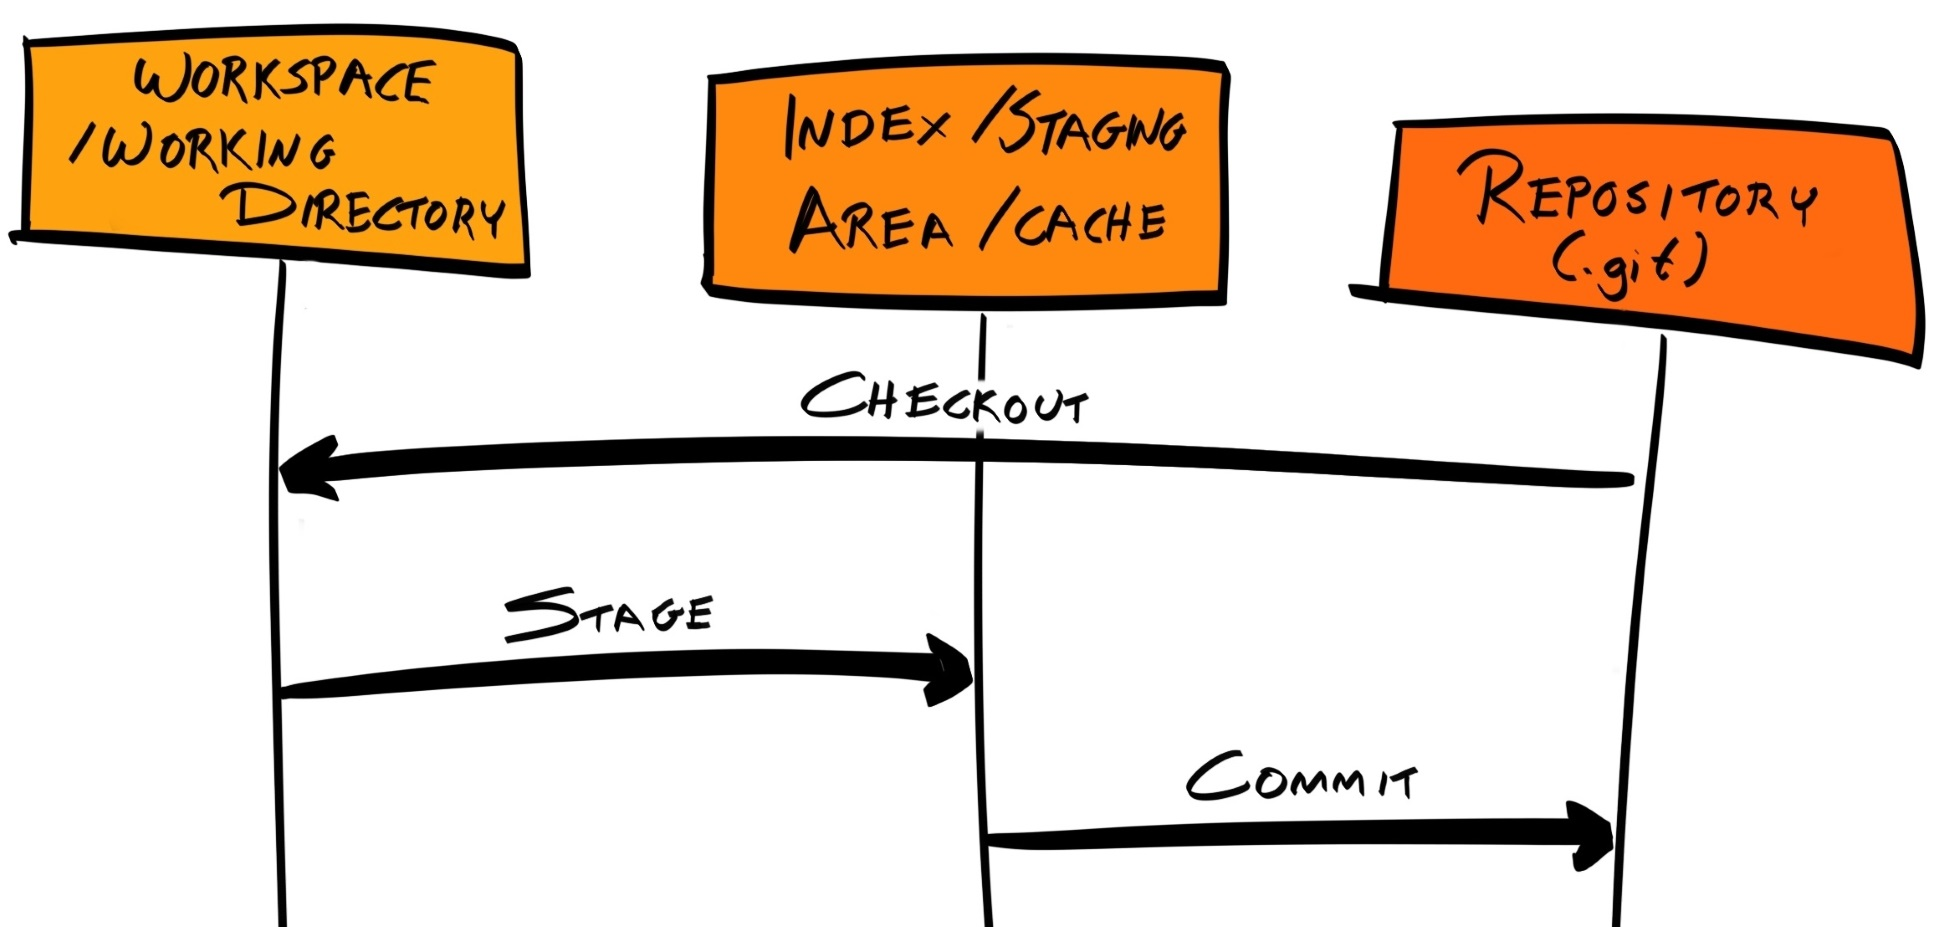 WORKSPACE
/WORKING
DIRECTORY
INDEX /STAGING
AREA /CACHE
REPOSITORY
(.git)
CHECKOUT
STAGE
COMMIT